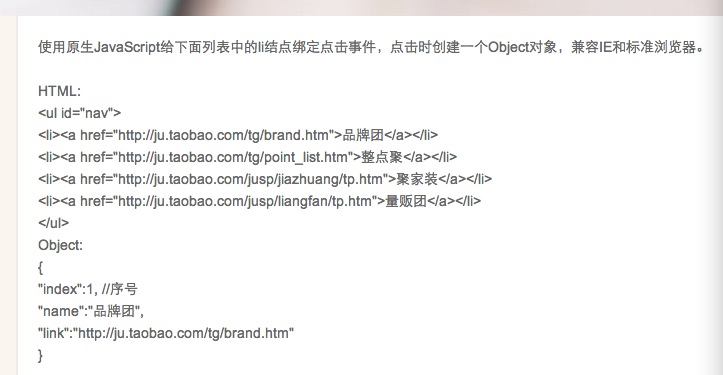 使用原生JavaScript给下面列表中的li结点绑定点击事件，点击时创建一个Object对象，兼容IE和标准浏览器。
HTML:
<ul id="nav">
<li><a href="http://ju.taobao.com/tg/brand.htm">品牌团</a></li>
<li><a href="http://ju.taobao.com/tg/point_list.htm">整点聚</a></li>
<li><a href="http://ju.taobao.com/jusp/jiazhuang/tp.htm">聚家装</a></li>
<li><a href="http://ju.taobao.com/jusp/liangfan/tp.htm">量贩团</a></li>
</ul>
Object:
{
"index":1, //序号
"name":"品牌团",
"link":"http://ju.taobao.com/tg/brand.htm"
}